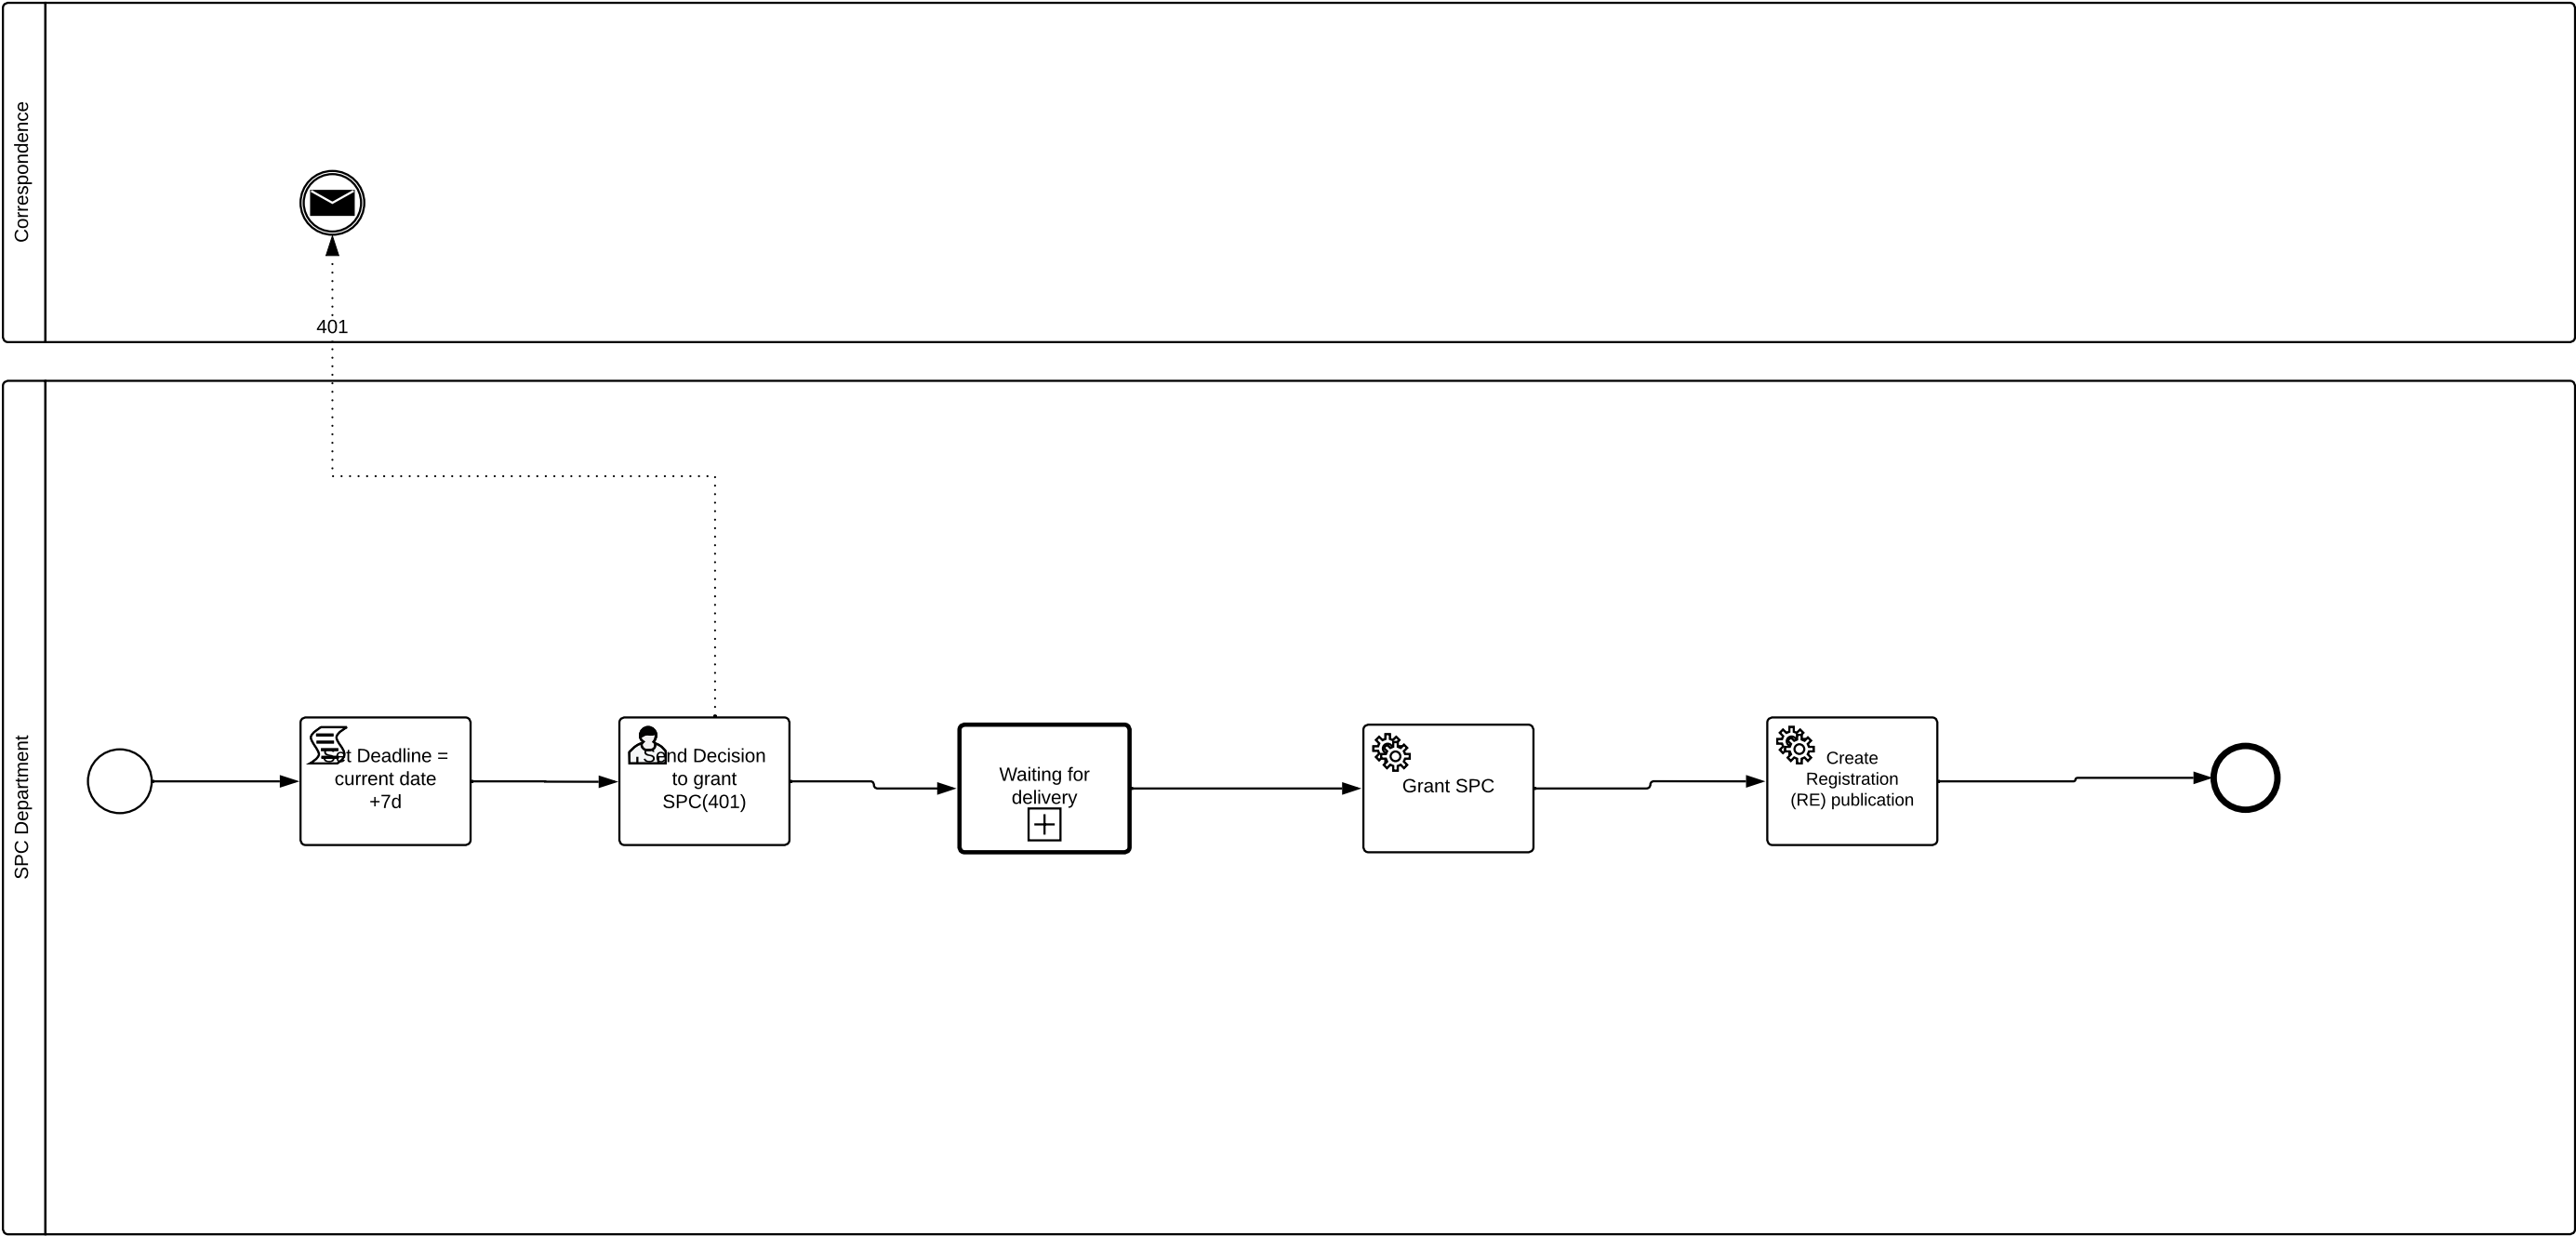 Correspondence
401
SPC Department
Set Deadline =
current date
+7d
Send Decision
to grant
SPC(401)
Waiting for
delivery
Grant SPC
Create
Registration
(RE) publication